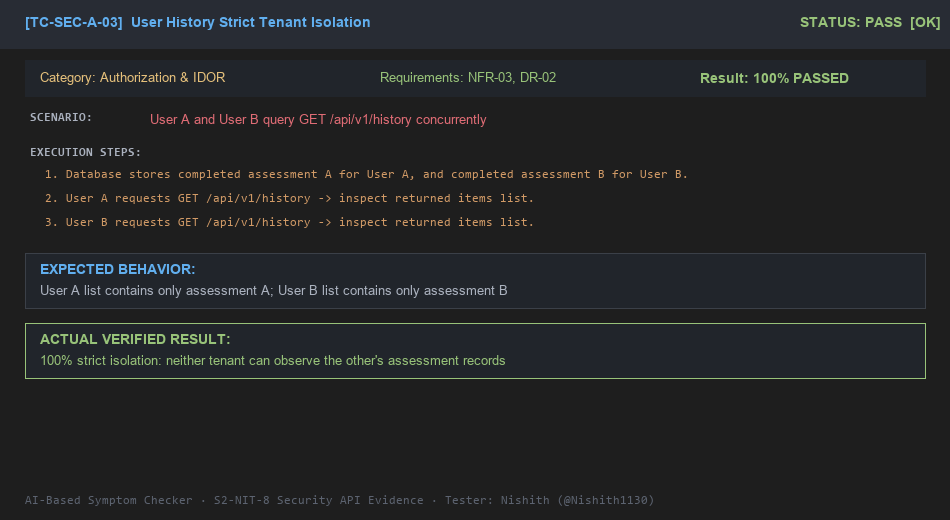 [TC-SEC-A-03] User History Strict Tenant Isolation
STATUS: PASS [OK]
Category: Authorization & IDOR
Requirements: NFR-03, DR-02
Result: 100% PASSED
SCENARIO:
User A and User B query GET /api/v1/history concurrently
EXECUTION STEPS:
1. Database stores completed assessment A for User A, and completed assessment B for User B.
2. User A requests GET /api/v1/history -> inspect returned items list.
3. User B requests GET /api/v1/history -> inspect returned items list.
EXPECTED BEHAVIOR:
User A list contains only assessment A; User B list contains only assessment B
ACTUAL VERIFIED RESULT:
100% strict isolation: neither tenant can observe the other's assessment records
AI-Based Symptom Checker · S2-NIT-8 Security API Evidence · Tester: Nishith (@Nishith1130)